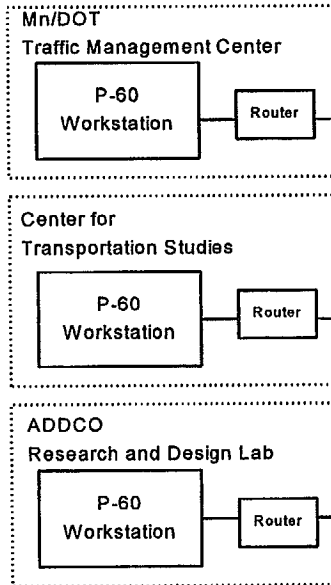 Mn/DOT
Traffic Management Center
P-60
Workstation
Router
Center for
Transportation Studies
P-60
Workstation
Router
ADDCO
Research and Design Lab
P-60
Workstation
Router